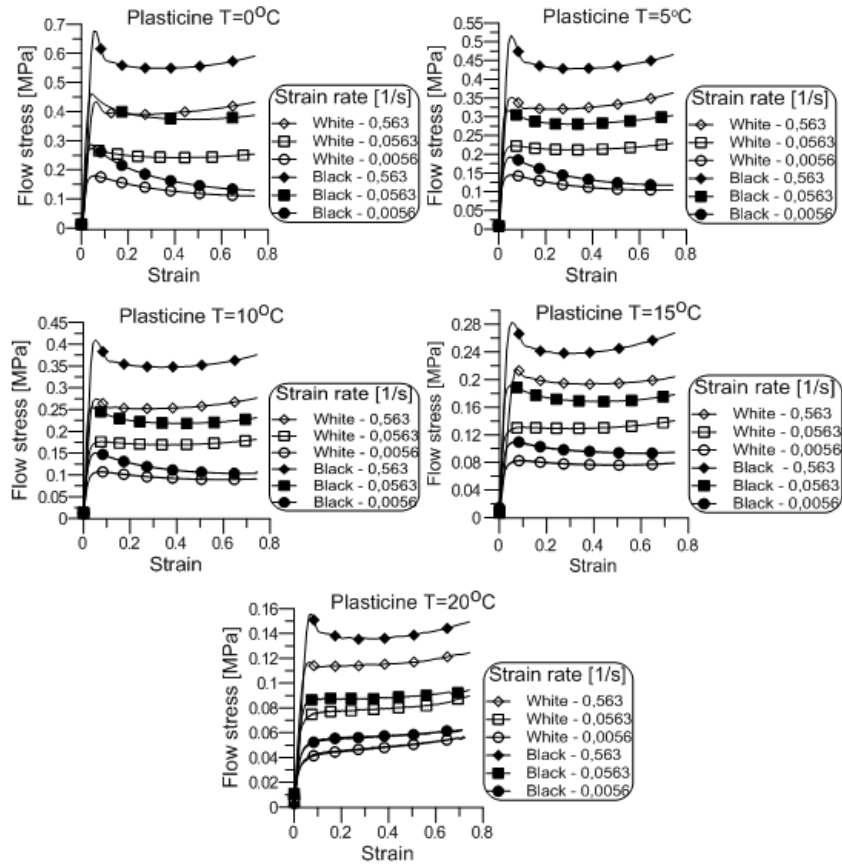 Plasticine T=0°C
Flow stress [MPa]
0.7
0.6
0.5
0.4
0.3
0.2
0.1
0
0 0.2 0.4 0.6 0.8
Strain
Strain rate [1/s]
White - 0,563
White - 0,0563
White - 0,0056
Black - 0,563
Black - 0,0563
Black - 0,0056
Plasticine T=5°C
Flow stress [MPa]
0.55
0.5
0.45
0.4
0.35
0.3
0.25
0.2
0.15
0.1
0.05
0
0 0.2 0.4 0.6 0.8
Strain
Strain rate [1/s]
White - 0,563
White - 0,0563
White - 0,0056
Black - 0,563
Black - 0,0563
Black - 0,0056
Plasticine T=10°C
Flow stress [MPa]
0.45
0.4
0.35
0.3
0.25
0.2
0.15
0.1
0.05
0
0 0.2 0.4 0.6 0.8
Strain
Strain rate [1/s]
White - 0,563
White - 0,0563
White - 0,0056
Black - 0,563
Black - 0,0563
Black - 0,0056
Plasticine T=15°C
Flow stress [MPa]
0.28
0.24
0.2
0.16
0.12
0.08
0.04
0
0 0.2 0.4 0.6 0.8
Strain
Strain rate [1/s]
White - 0,563
White - 0,0563
White - 0,0056
Black - 0,563
Black - 0,0563
Black - 0,0056
Plasticine T=20°C
Flow stress [MPa]
0.16
0.14
0.12
0.1
0.08
0.06
0.04
0.02
0
0 0.2 0.4 0.6 0.8
Strain
Strain rate [1/s]
White - 0,563
White - 0,0563
White - 0,0056
Black - 0,563
Black - 0,0563
Black - 0,0056